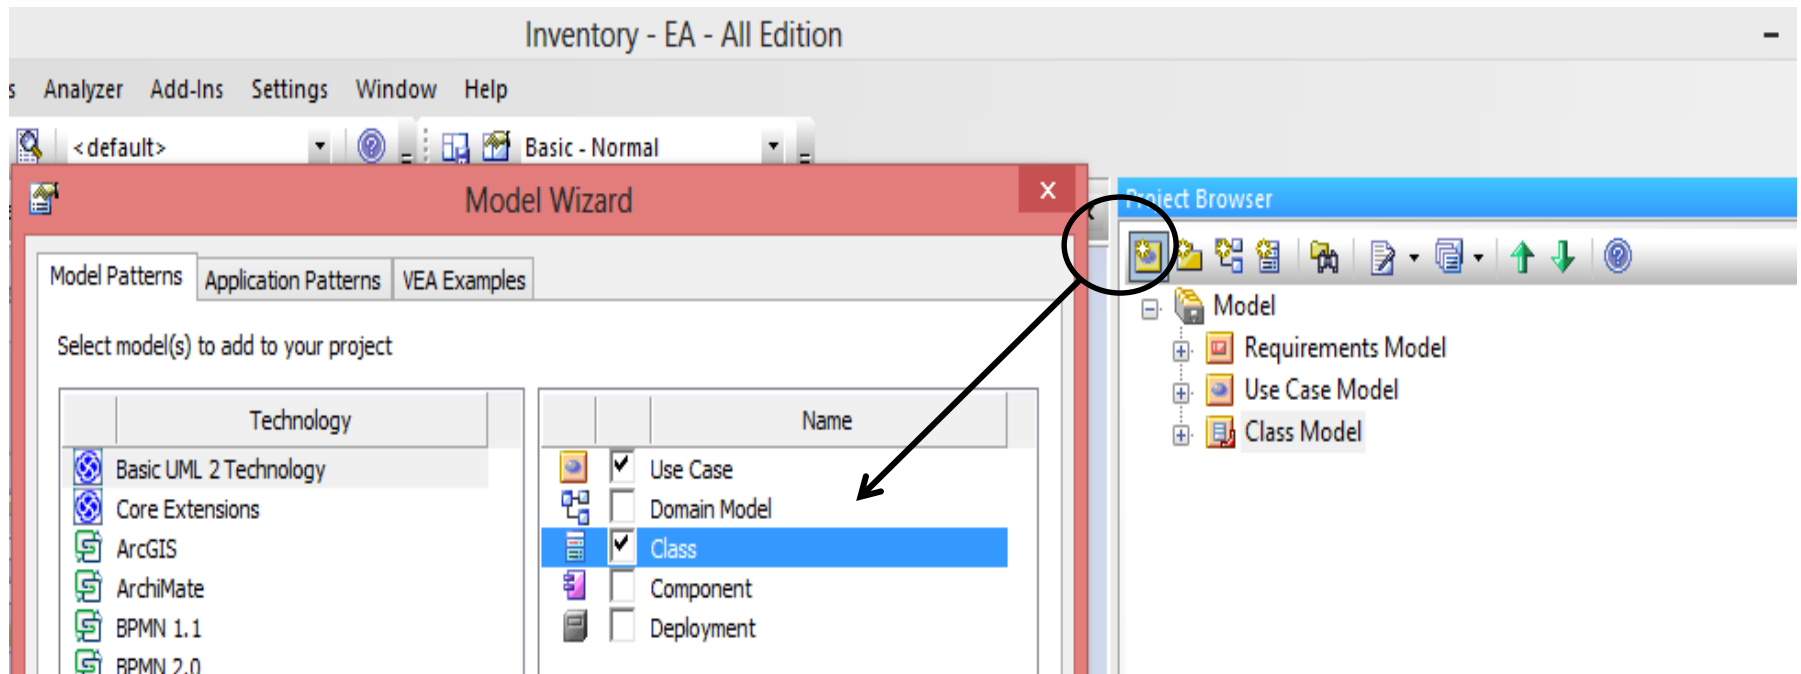 Inventory - EA - All Edition
s Analyzer Add-Ins Settings Window Help
<default> Basic - Normal
Model Wizard x
Project Browser
Model Patterns Application Patterns VEA Examples
Select model(s) to add to your project
Technology
Basic UML 2 Technology
Core Extensions
ArcGIS
ArchiMate
BPMN 1.1
BPMN 2.0
Name
Use Case
Domain Model
Class
Component
Deployment
Model
Requirements Model
Use Case Model
Class Model